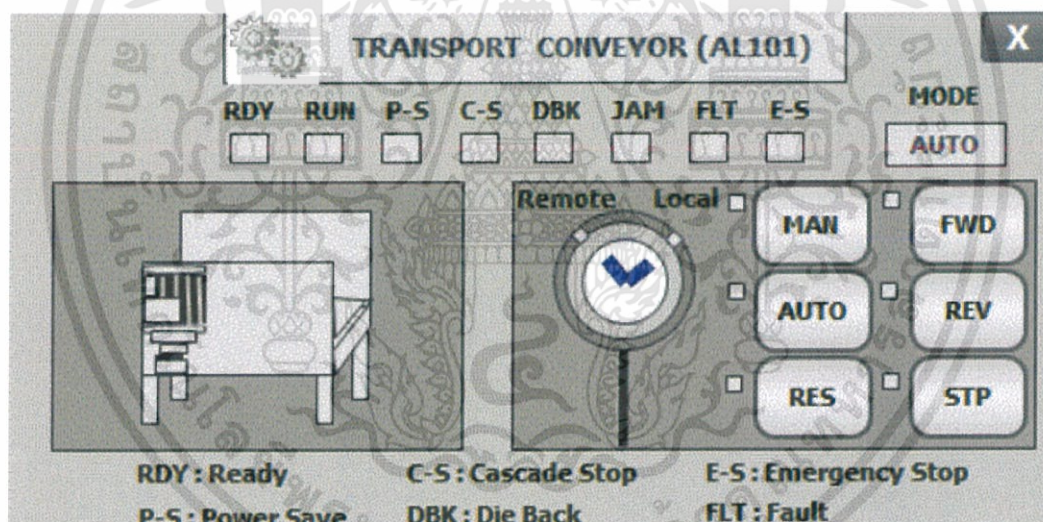 TRANSPORT CONVEYOR (AL101)
X
RDY RUN P-S C-S DBK JAM FLT E-S
MODE
AUTO
Remote Local
MAN FWD
AUTO REV
RES STP
RDY : Ready C-S : Cascade Stop E-S : Emergency Stop
P-S : Power Save DBK : Die Back FLT : Fault